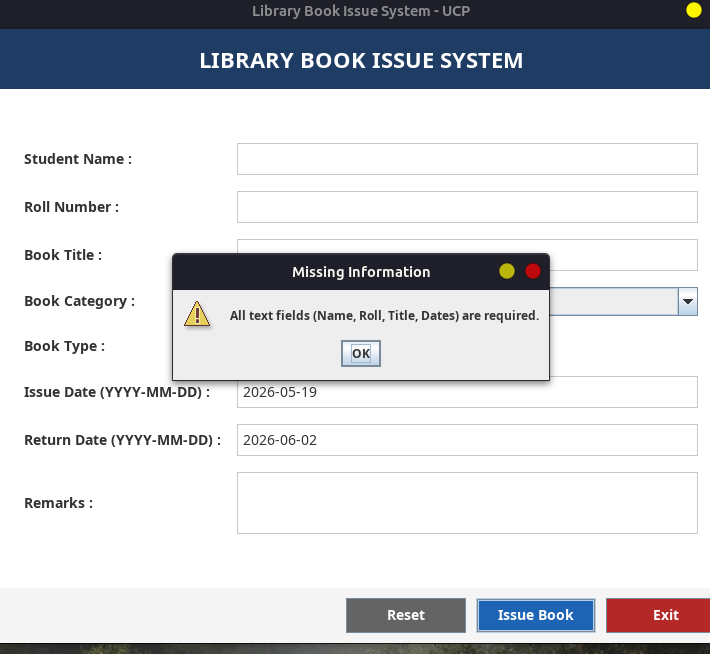 Library Book Issue System - UCP
LIBRARY BOOK ISSUE SYSTEM
Student Name :
Roll Number :
Book Title :
Missing Information
All text fields (Name, Roll, Title, Dates) are required.
OK
Book Category :
Book Type :
Issue Date (YYYY-MM-DD) :
2026-05-19
Return Date (YYYY-MM-DD) :
2026-06-02
Remarks :
Reset
Issue Book
Exit